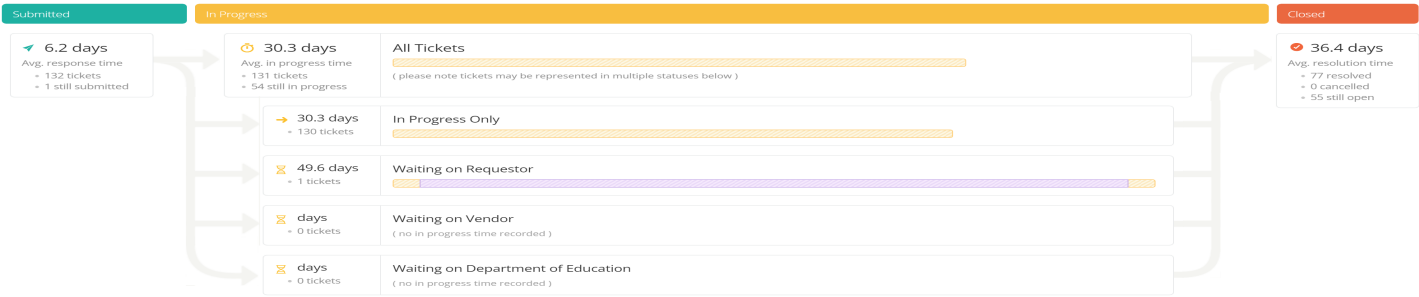 Submitted
In Progress
Closed
6.2 days
Avg. response time
132 tickets
1 still submitted
30.3 days
Avg. in progress time
131 tickets
54 still in progress
All Tickets
( please note tickets may be represented in multiple statuses below )
36.4 days
Avg. resolution time
77 resolved
0 cancelled
55 still open
30.3 days
130 tickets
In Progress Only
49.6 days
1 tickets
Waiting on Requestor
days
0 tickets
Waiting on Vendor
( no in progress time recorded )
days
0 tickets
Waiting on Department of Education
( no in progress time recorded )